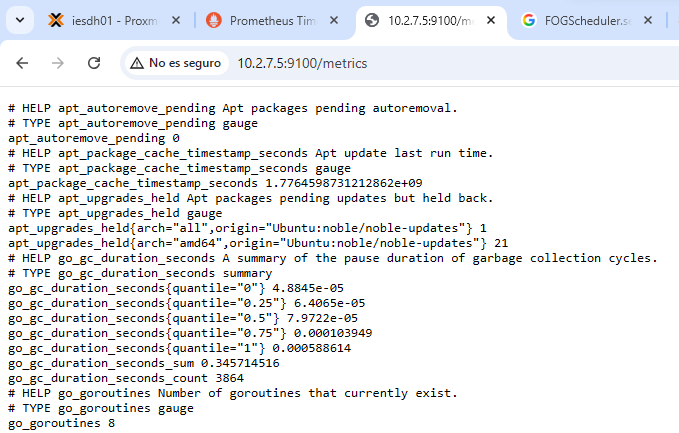 iesdh01 - Proxm
Prometheus Tim
10.2.7.5:9100/m
FOGScheduler.se
No es seguro
10.2.7.5:9100/metrics
# HELP apt_autoremove_pending Apt packages pending autoremoval.
# TYPE apt_autoremove_pending gauge
apt_autoremove_pending 0
# HELP apt_package_cache_timestamp_seconds Apt update last run time.
# TYPE apt_package_cache_timestamp_seconds gauge
apt_package_cache_timestamp_seconds 1.7764598731212862e+09
# HELP apt_upgrades_held Apt packages pending updates but held back.
# TYPE apt_upgrades_held gauge
apt_upgrades_held{arch="all",origin="Ubuntu:noble/noble-updates"} 1
apt_upgrades_held{arch="amd64",origin="Ubuntu:noble/noble-updates"} 21
# HELP go_gc_duration_seconds A summary of the pause duration of garbage collection cycles.
# TYPE go_gc_duration_seconds summary
go_gc_duration_seconds{quantile="0"} 4.8845e-05
go_gc_duration_seconds{quantile="0.25"} 6.4065e-05
go_gc_duration_seconds{quantile="0.5"} 7.9722e-05
go_gc_duration_seconds{quantile="0.75"} 0.000103949
go_gc_duration_seconds{quantile="1"} 0.000588614
go_gc_duration_seconds_sum 0.345714516
go_gc_duration_seconds_count 3864
# HELP go_goroutines Number of goroutines that currently exist.
# TYPE go_goroutines gauge
go_goroutines 8